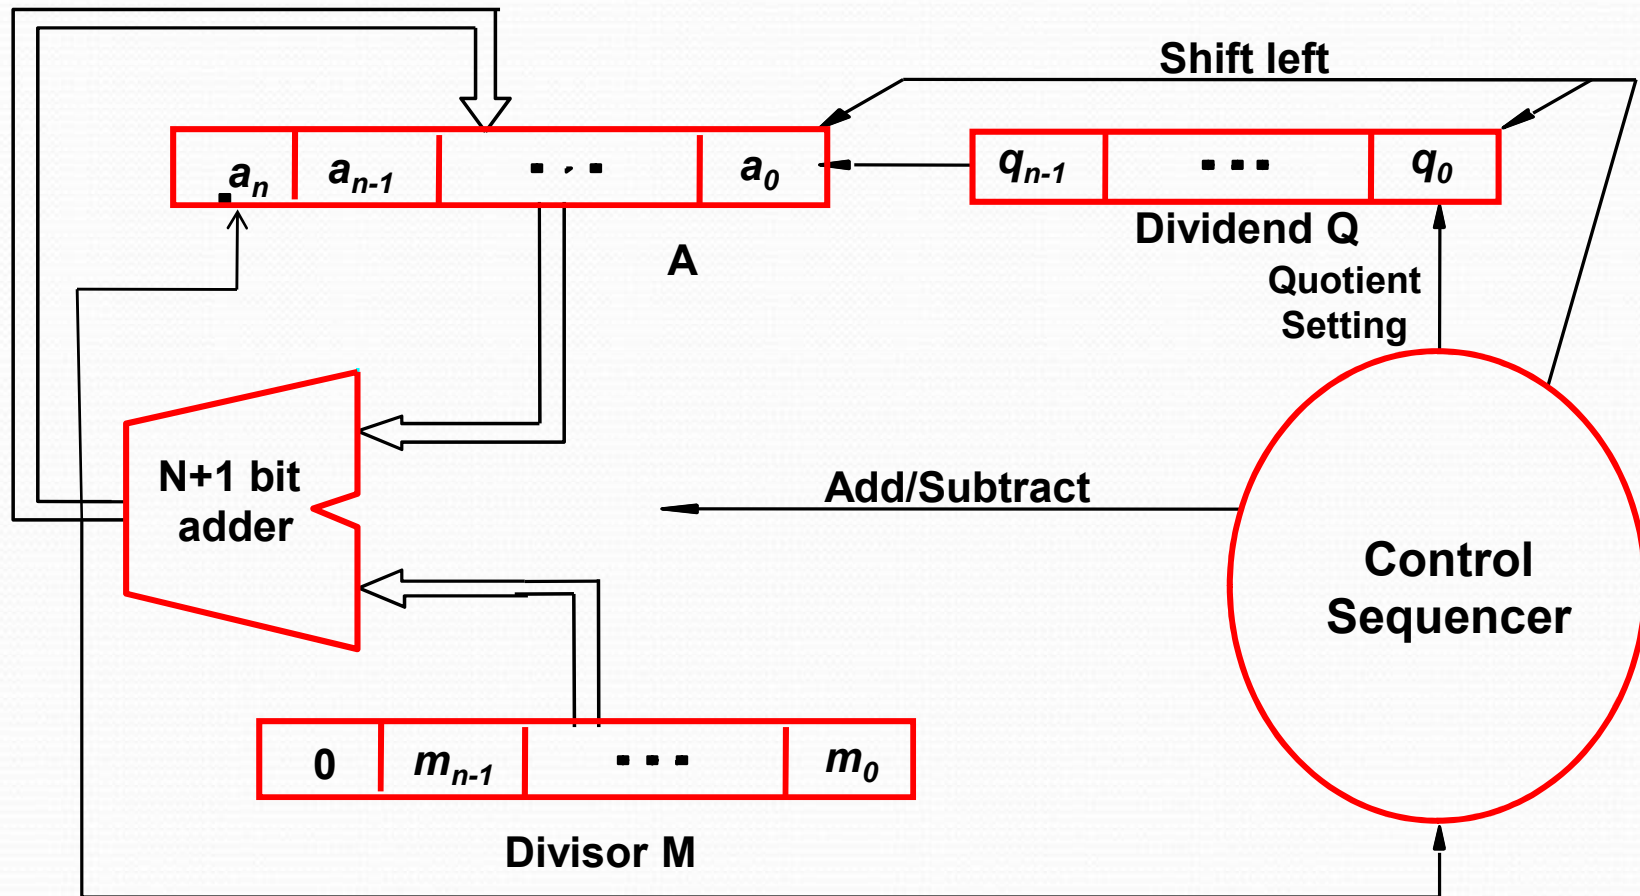 Shift left
aₙ aₙ₋₁ ... a₀
qₙ₋₁ ... q₀
A
Dividend Q
Quotient
Setting
N+1 bit
adder
Add/Subtract
Control
Sequencer
0 mₙ₋₁ ... m₀
Divisor M